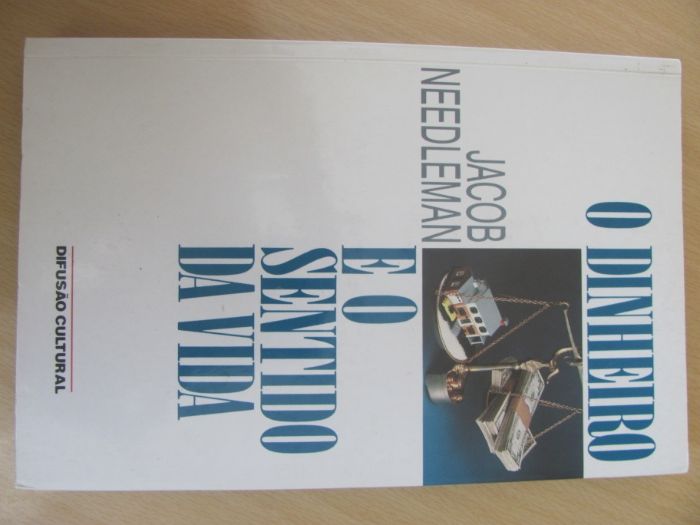 O DINHEIRO
JACOB
NEEDLEMAN
E O
SENTIDO
DA VIDA
DIFUSÃO CULTURAL